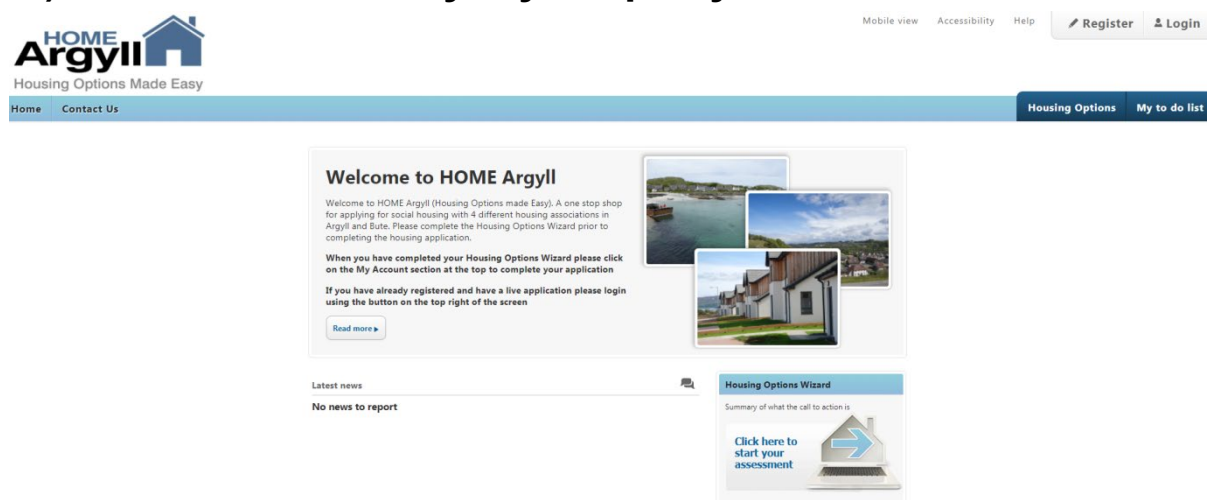 Mobile view Accessibility Help Register Login
HOME
Argyll
Housing Options Made Easy
Home Contact Us Housing Options My to do list
Welcome to HOME Argyll
Welcome to HOME Argyll (Housing Options made Easy). A one stop shop
for applying for social housing with 4 different housing associations in
Argyll and Bute. Please complete the Housing Options Wizard prior to
completing the housing application.
When you have completed your Housing Options Wizard please click
on the My Account section at the top to complete your application
If you have already registered and have a live application please login
using the button on the top right of the screen
Read more
Latest news
No news to report
Housing Options Wizard
Summary of what the call to action is
Click here to
start your
assessment